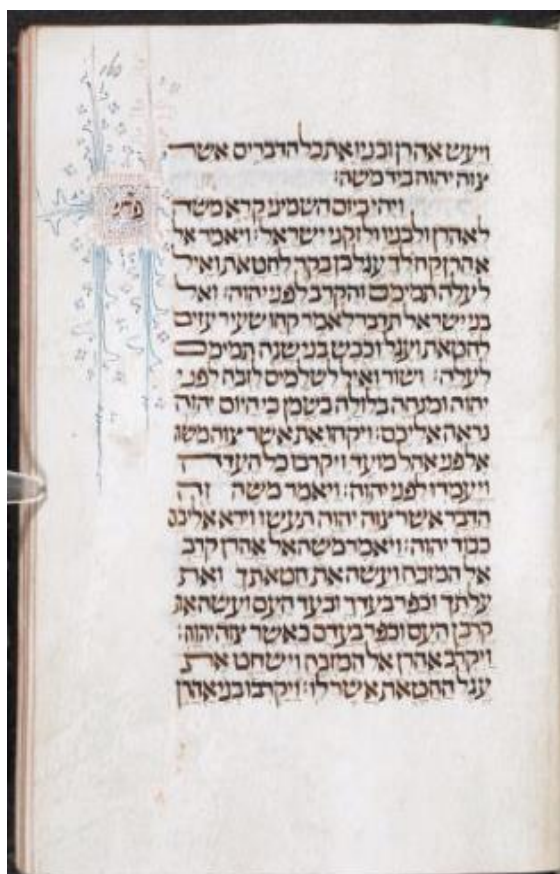 ויעש אהרן ובניו את כל הדברים אשר
צוה יהוה ביד משה׃
ויהי ביום השמיני קרא משה
לאהרן ולבניו ולזקני ישראל׃ ויאמר אל
אהרן קח לך עגל בן בקר לחטאת ואיל
לעלה תמימם והקרב לפני יהוה׃ ואל
בני ישראל תדבר לאמר קחו שעיר עזים
לחטאת ועגל וכבש בני שנה תמימם
לעלה׃ ושור ואיל לשלמים לזבח לפני
יהוה ומנחה בלולה בשמן כי היום יהוה
נראה אליכם׃ ויקחו את אשר צוה משה
אל פני אהל מועד ויקרבו כל העדה
ויעמדו לפני יהוה׃ ויאמר משה זה
הדבר אשר צוה יהוה תעשו וירא אליכם
כבוד יהוה׃ ויאמר משה אל אהרן קרב
אל המזבח ועשה את חטאתך ואת
עלתך וכפר בעדך ובעד העם ועשה את
קרבן העם וכפר בעדם כאשר צוה יהוה׃
ויקרב אהרן אל המזבח וישחט את
עגל החטאת אשר לו׃ ויקרבו בני אהרן